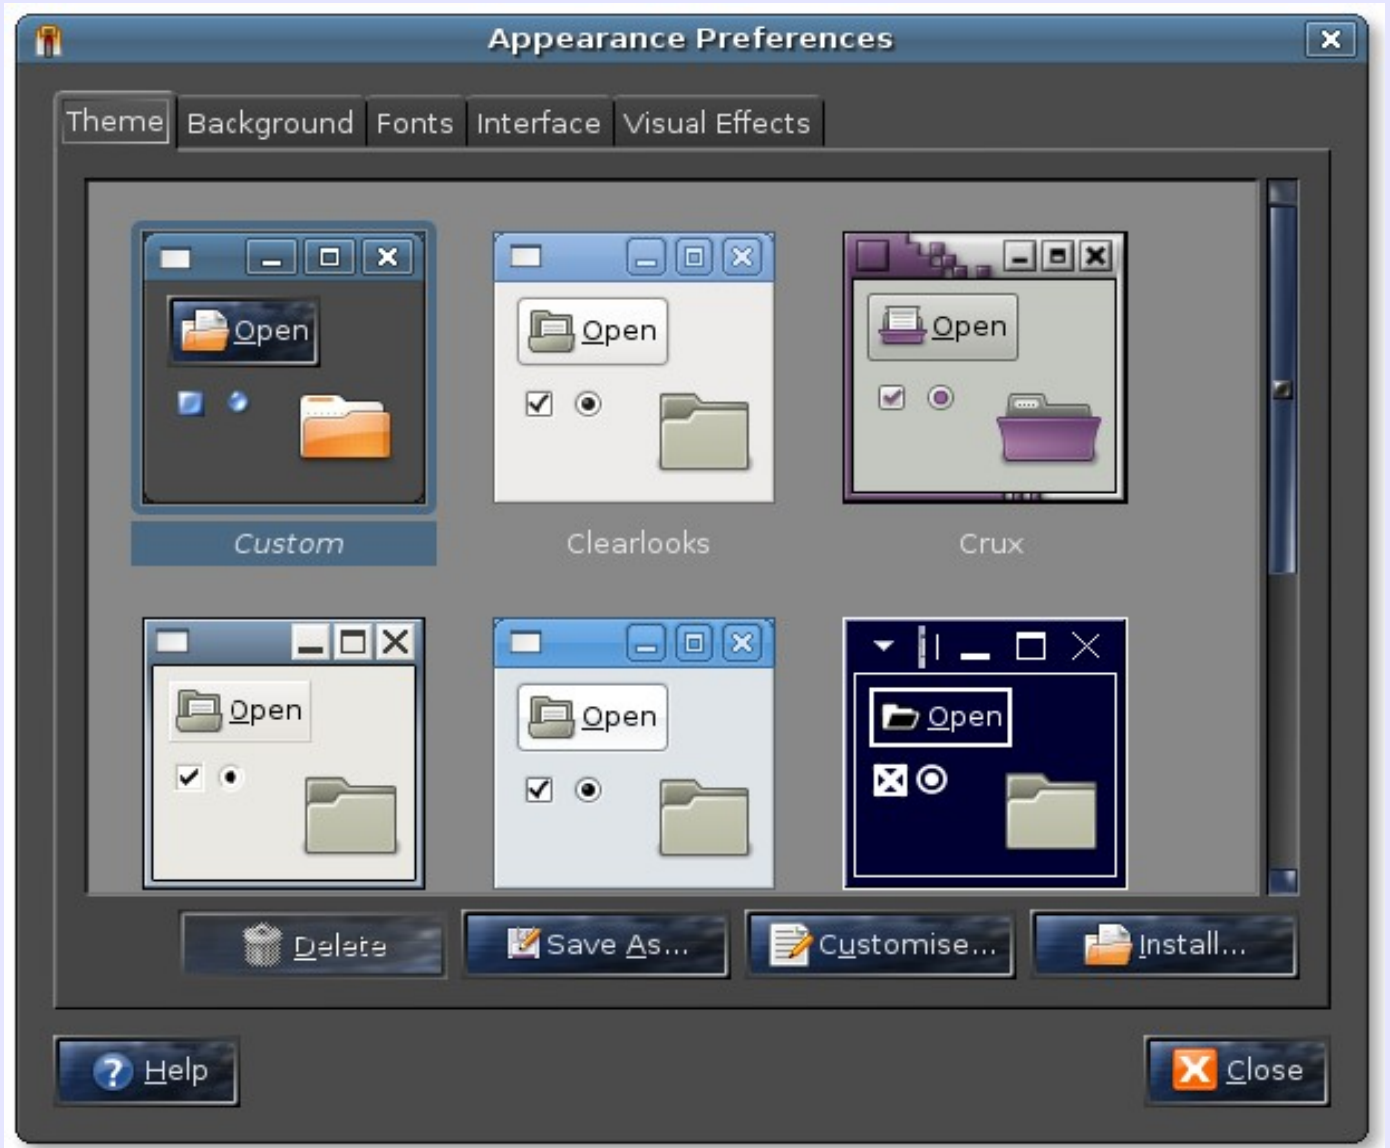 Appearance Preferences
Theme Background Fonts Interface Visual Effects
Open Open Open
Custom Clearlooks Crux
Open Open Open
Delete Save As... Customise... Install...
Help Close